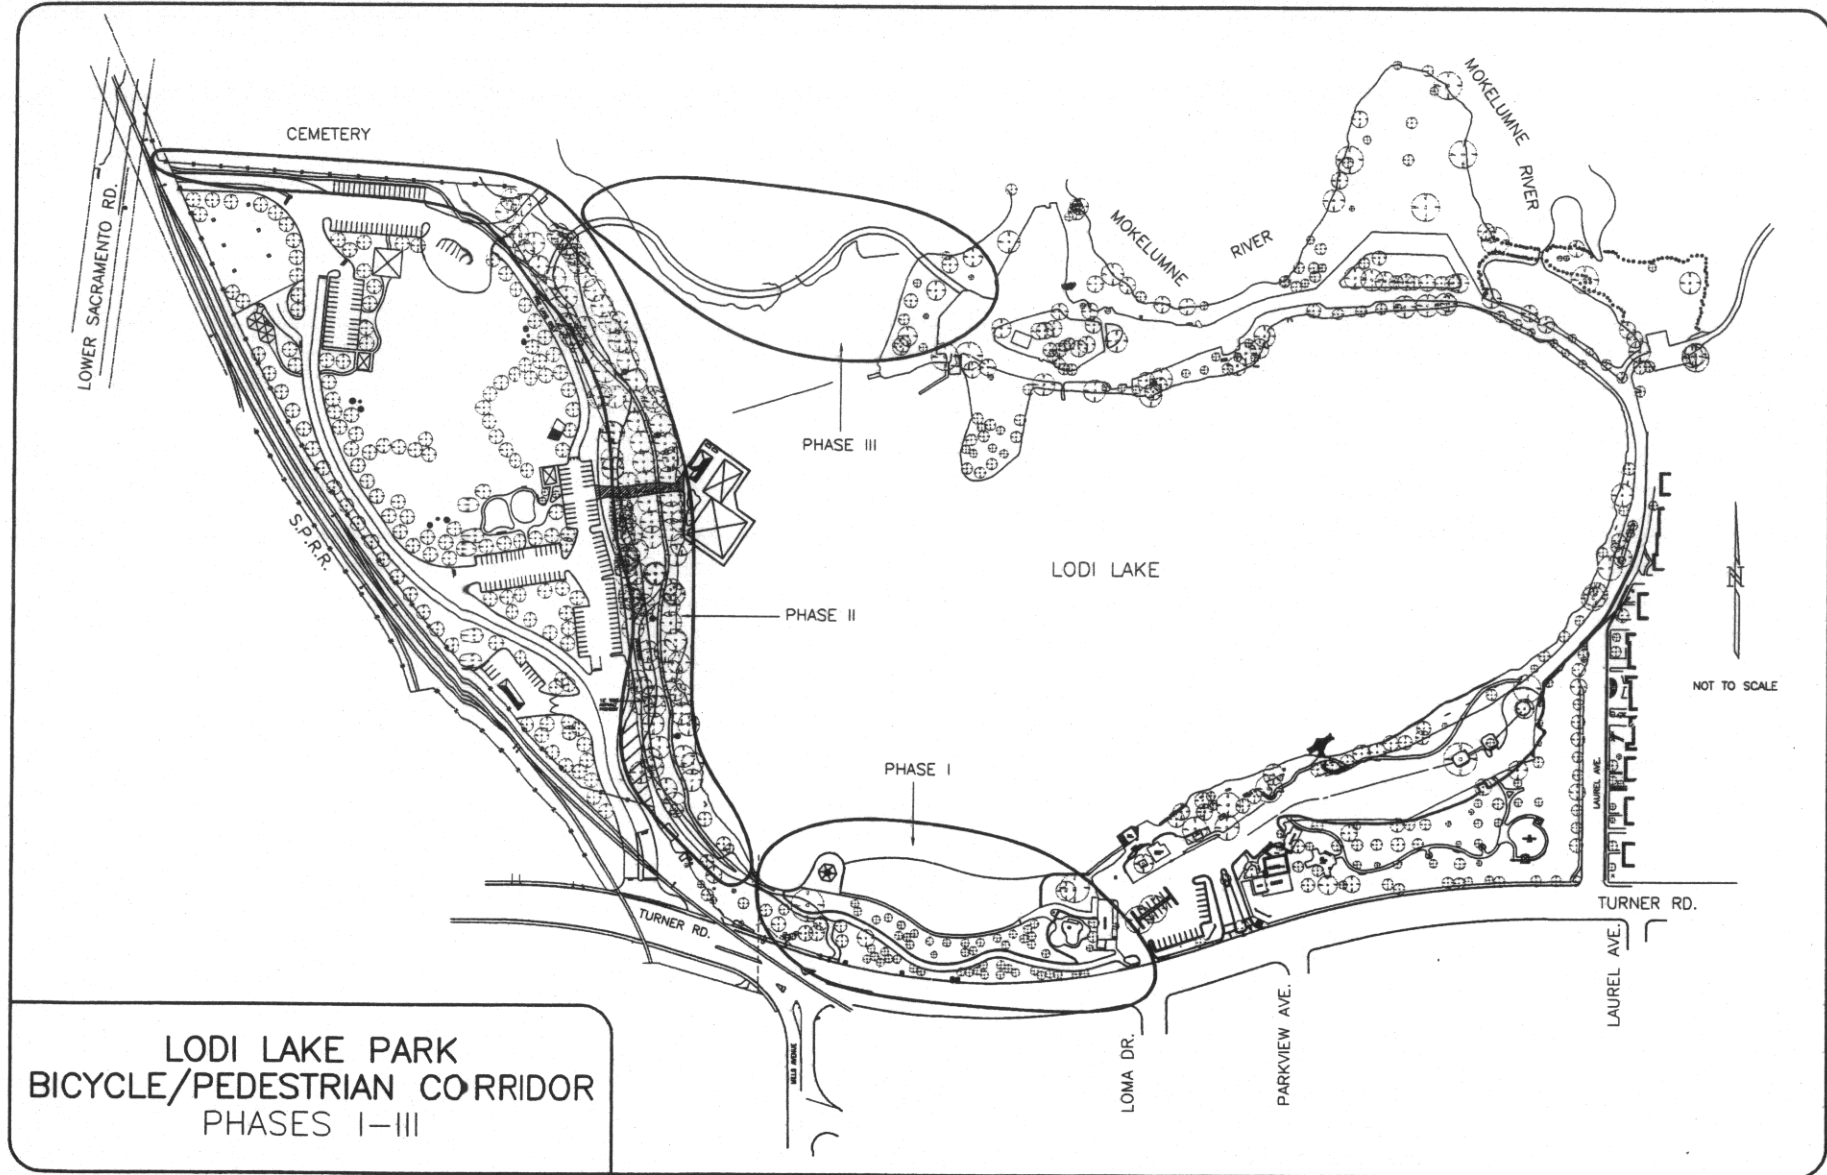 CEMETERY
LOWER SACRAMENTO RD.
S.P.R.R.
MOKELUMNE
RIVER
MOKELUMNE
RIVER
PHASE III
LODI LAKE
PHASE II
PHASE I
NOT TO SCALE
LAUREL AVE.
TURNER RD.
TURNER RD.
MILLS AVENUE
LOMA DR.
PARKVIEW AVE.
LAUREL AVE.
LODI LAKE PARK
BICYCLE/PEDESTRIAN CORRIDOR
PHASES I-III